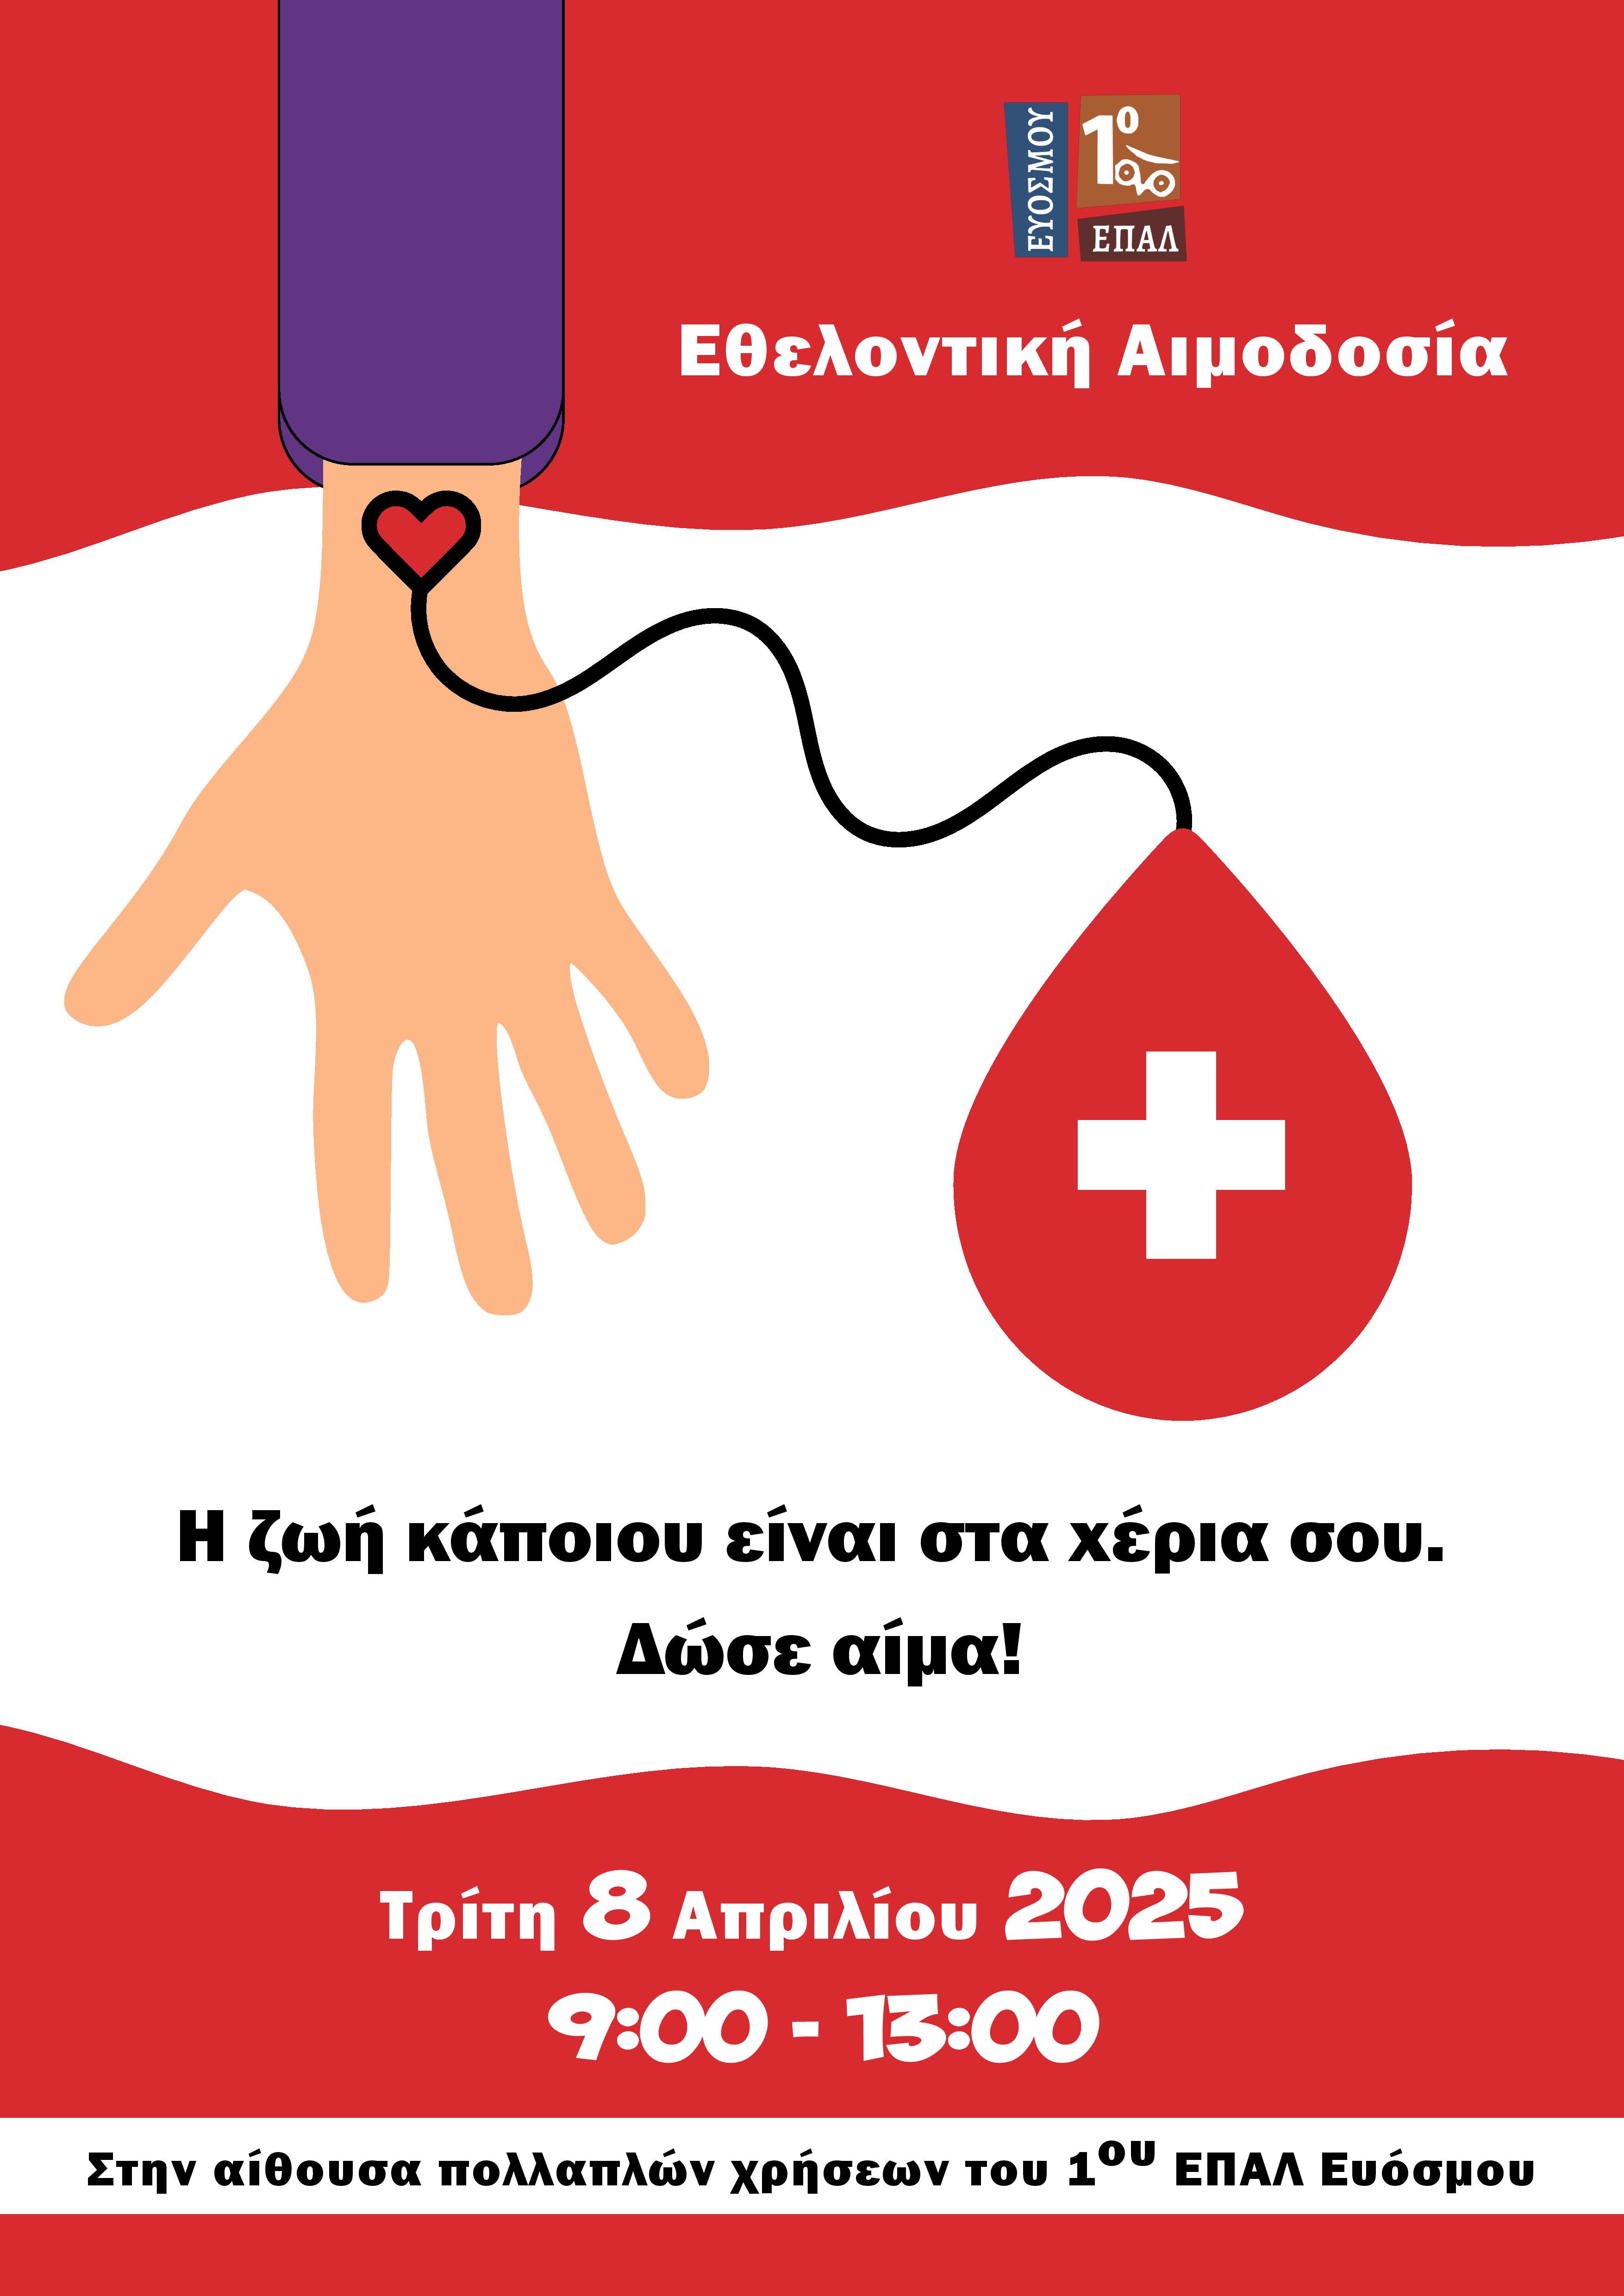 ΕΥΟΣΜΟΥ
1ο
ΕΠΑΛ
Εθελοντική Αιμοδοσία
Η ζωή κάποιου είναι στα χέρια σου.
Δώσε αίμα!
Τρίτη 8 Απριλίου 2025
9:00 - 13:00
Στην αίθουσα πολλαπλών χρήσεων του 1ου ΕΠΑΛ Ευόσμου